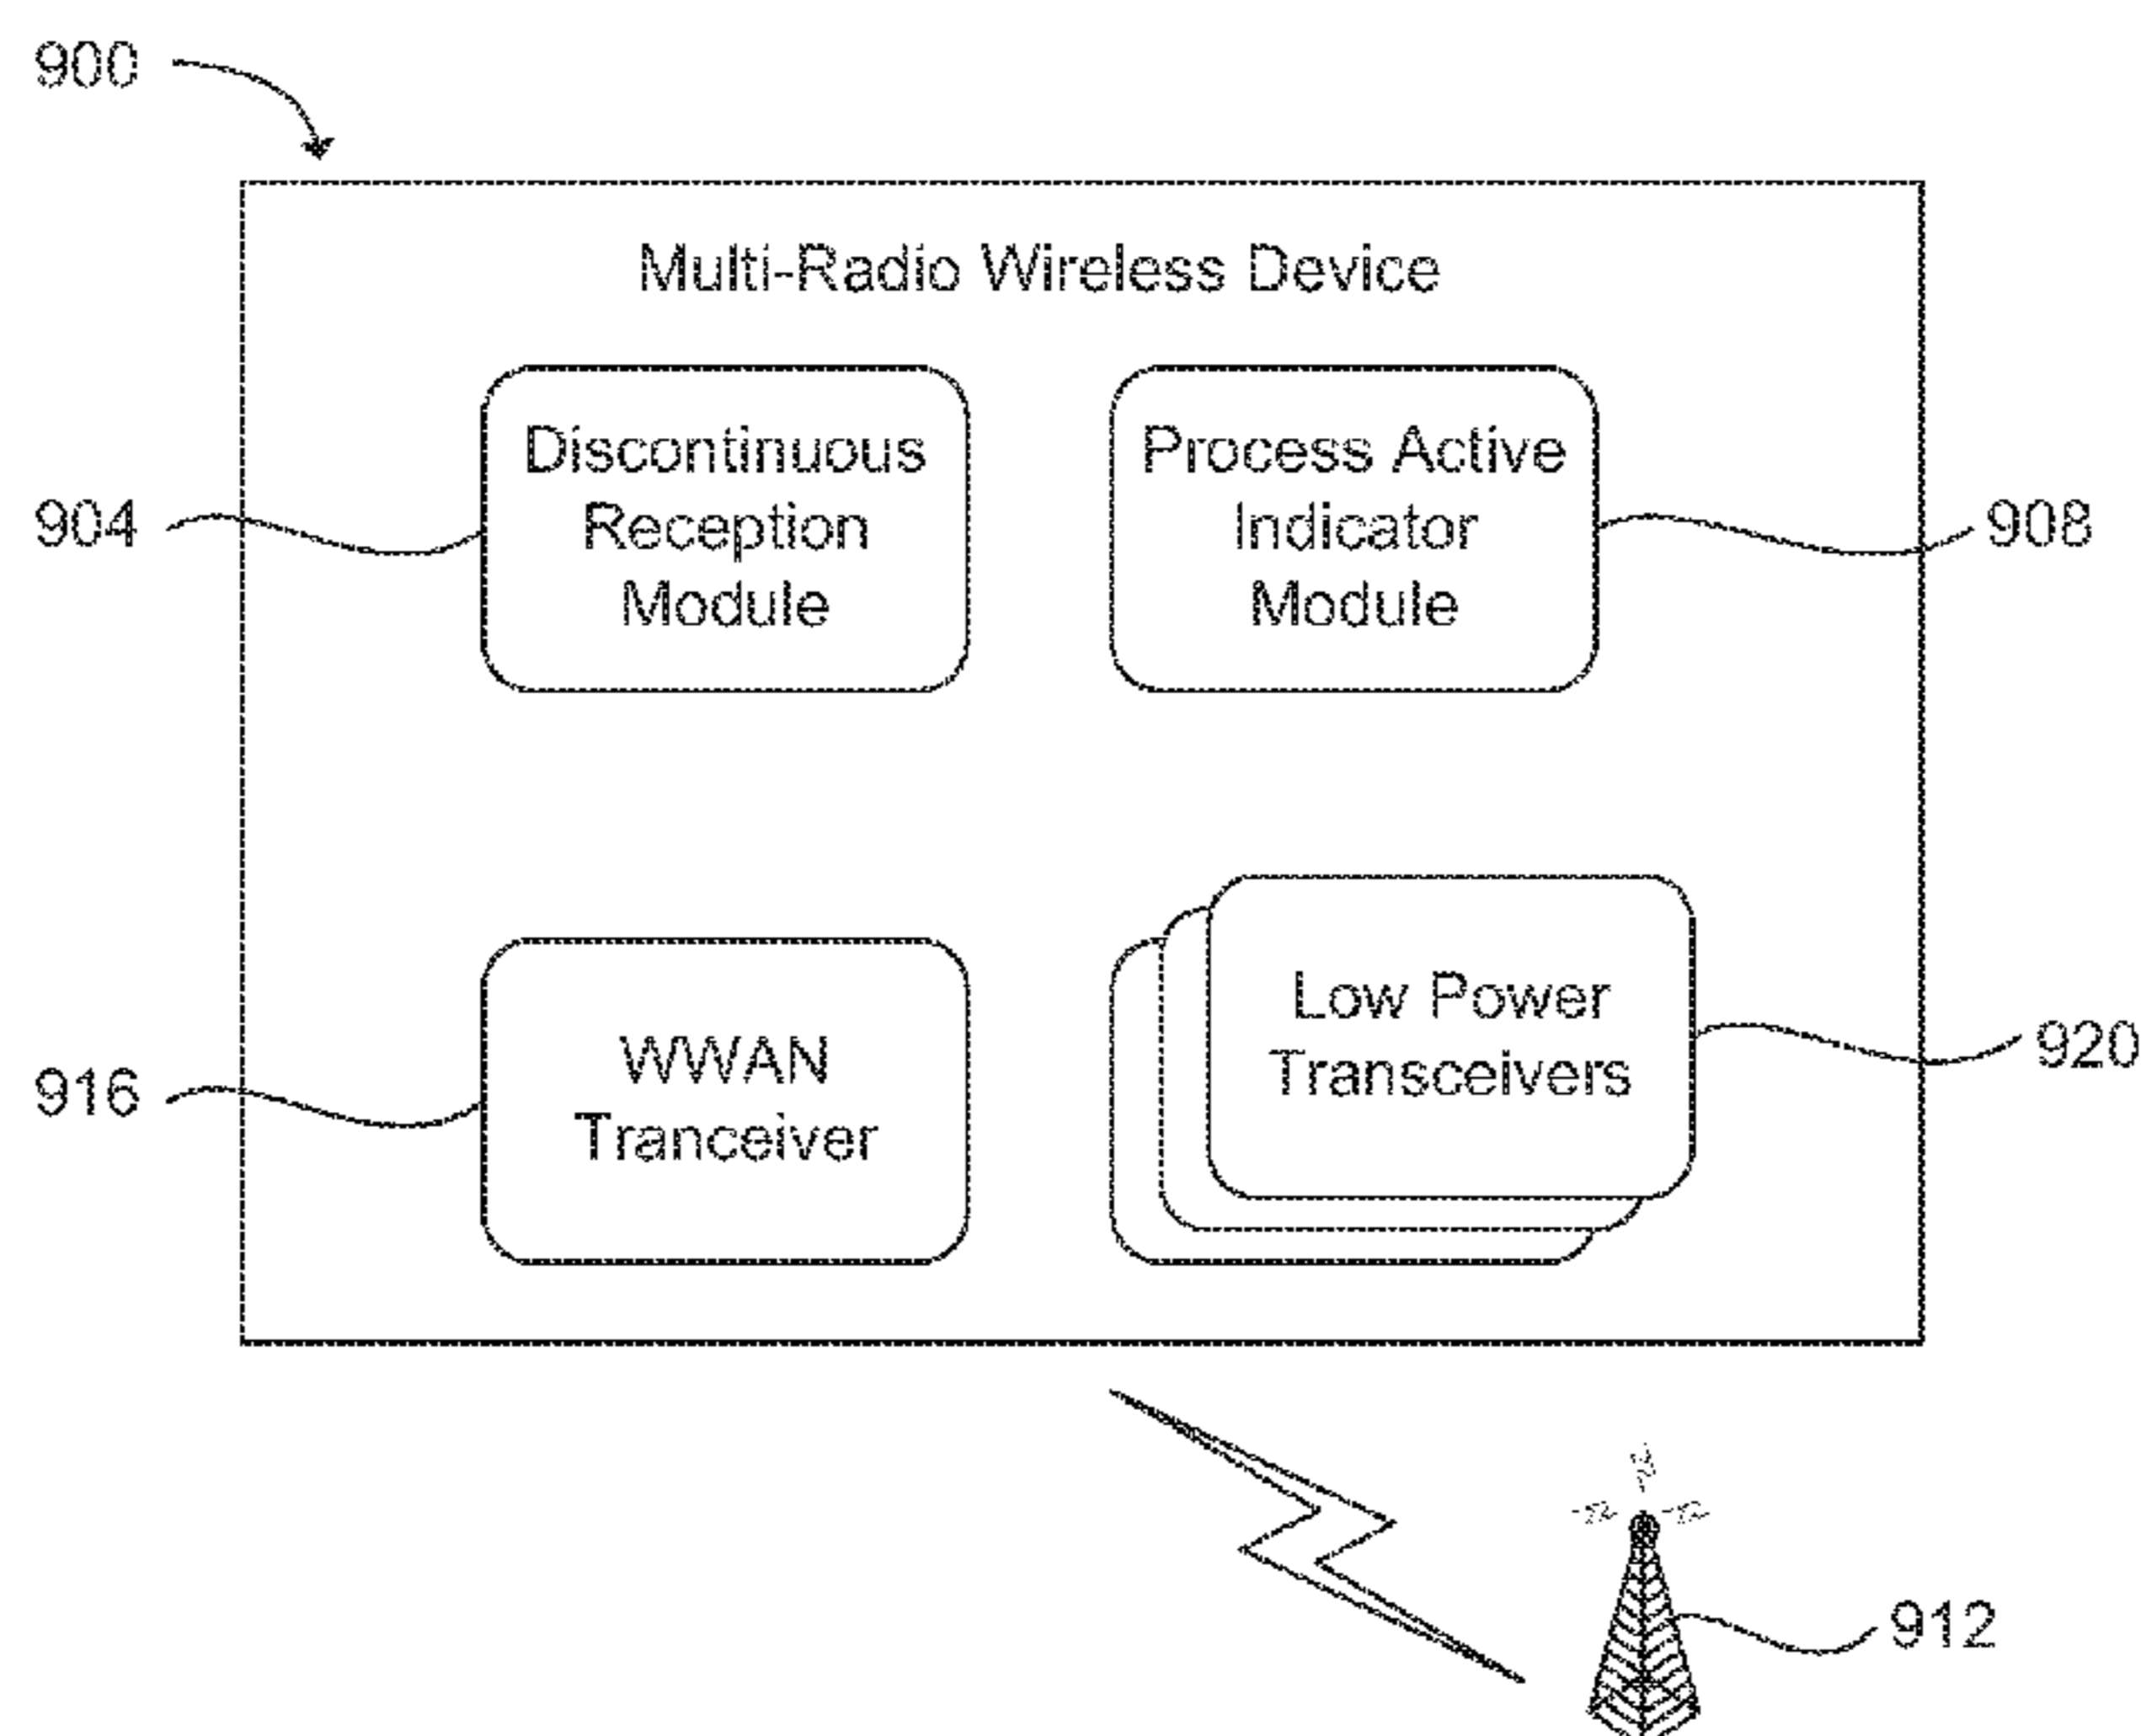 900
Multi-Radio Wireless Device
Discontinuous
Reception
Module
Process Active
Indicator
Module
904
908
WWAN
Tranceiver
Low Power
Transceivers
916
920
912